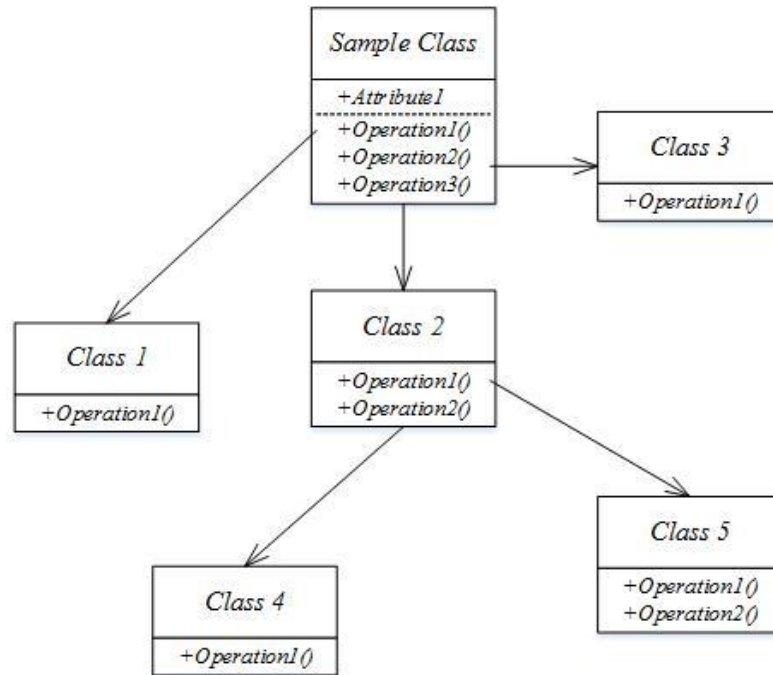 Sample Class
+Attribute1
+Operation1()
+Operation2()
+Operation3()
Class 3
+Operation1()
Class 1
+Operation1()
Class 2
+Operation1()
+Operation2()
Class 4
+Operation1()
Class 5
+Operation1()
+Operation2()